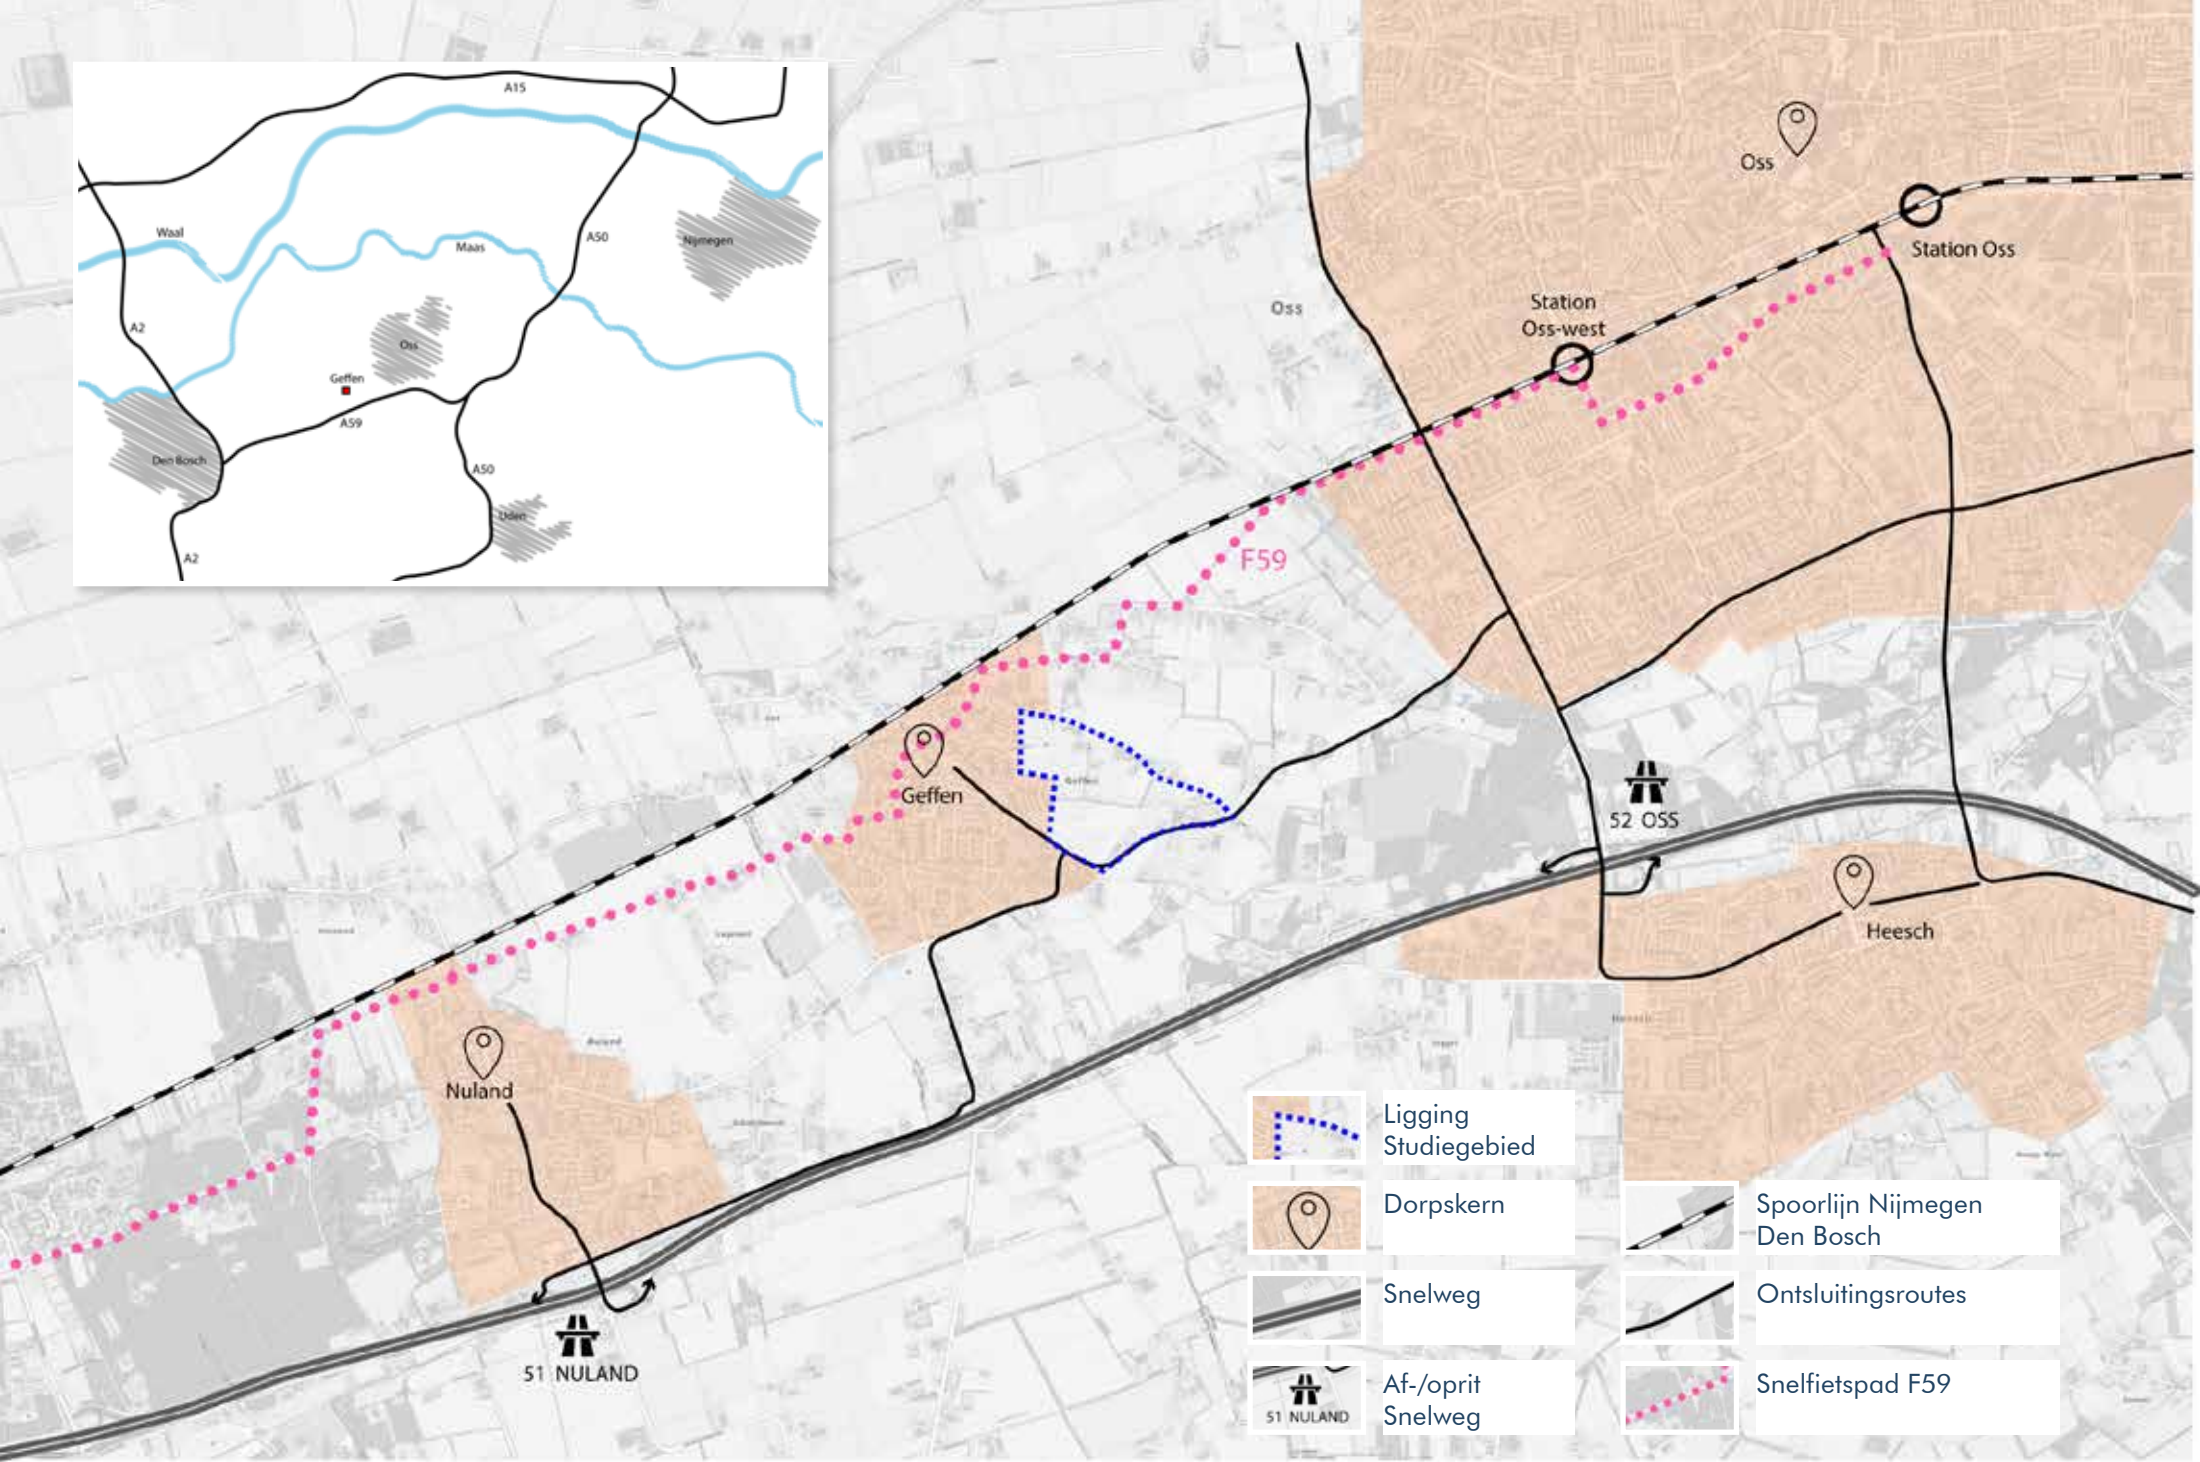 A15
Waal
Maas
A50
Nijmegen
A2
Oss
Geffen
A59
Den Bosch
A50
Uden
A2
Oss
Station Oss
Station
Oss-west
Oss
F59
Geffen
Geffen
52 OSS
Heesch
Nuland
Nuland
51 NULAND
Ligging
Studiegebied
Dorpskern
Snelweg
51 NULAND
Af-/oprit
Snelweg
Spoorlijn Nijmegen
Den Bosch
Ontsluitingsroutes
Snelfietspad F59